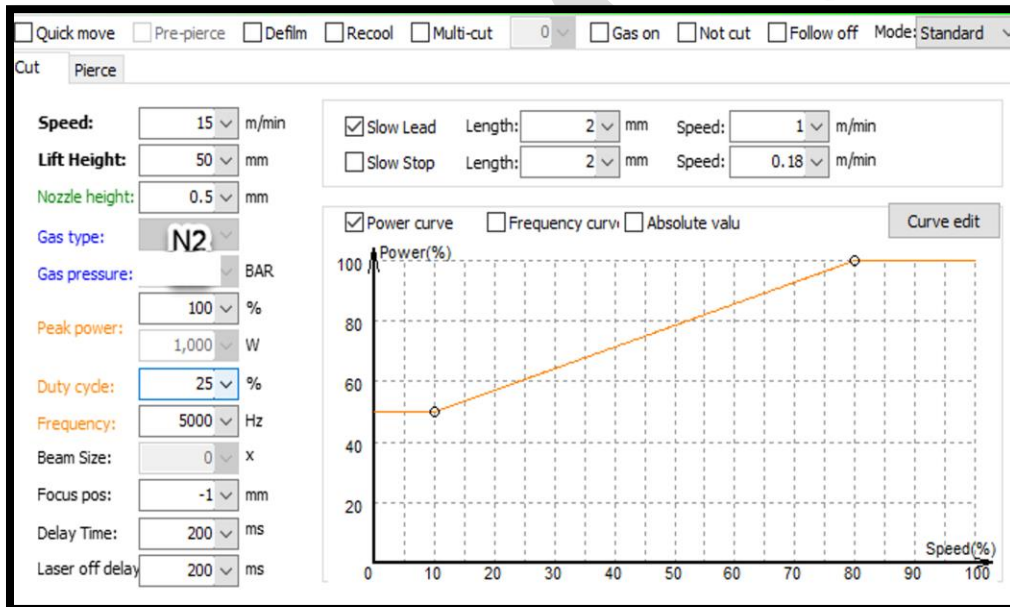 Quick move Pre-pierce Defilm Recool Multi-cut 0 Gas on Not cut Follow off Mode: Standard
Cut Pierce
Speed: 15 m/min
Lift Height: 50 mm
Nozzle height: 0.5 mm
Gas type: N2
Gas pressure: BAR
Peak power: 100 %
1,000 W
Duty cycle: 25 %
Frequency: 5000 Hz
Beam Size: 0 x
Focus pos: -1 mm
Delay Time: 200 ms
Laser off delay 200 ms
Slow Lead Length: 2 mm Speed: 1 m/min
Slow Stop Length: 2 mm Speed: 0.18 m/min
Power curve Frequency curv Absolute valu Curve edit
Power(%)
100
80
60
40
20
Speed(%)
0 10 20 30 40 50 60 70 80 90 100